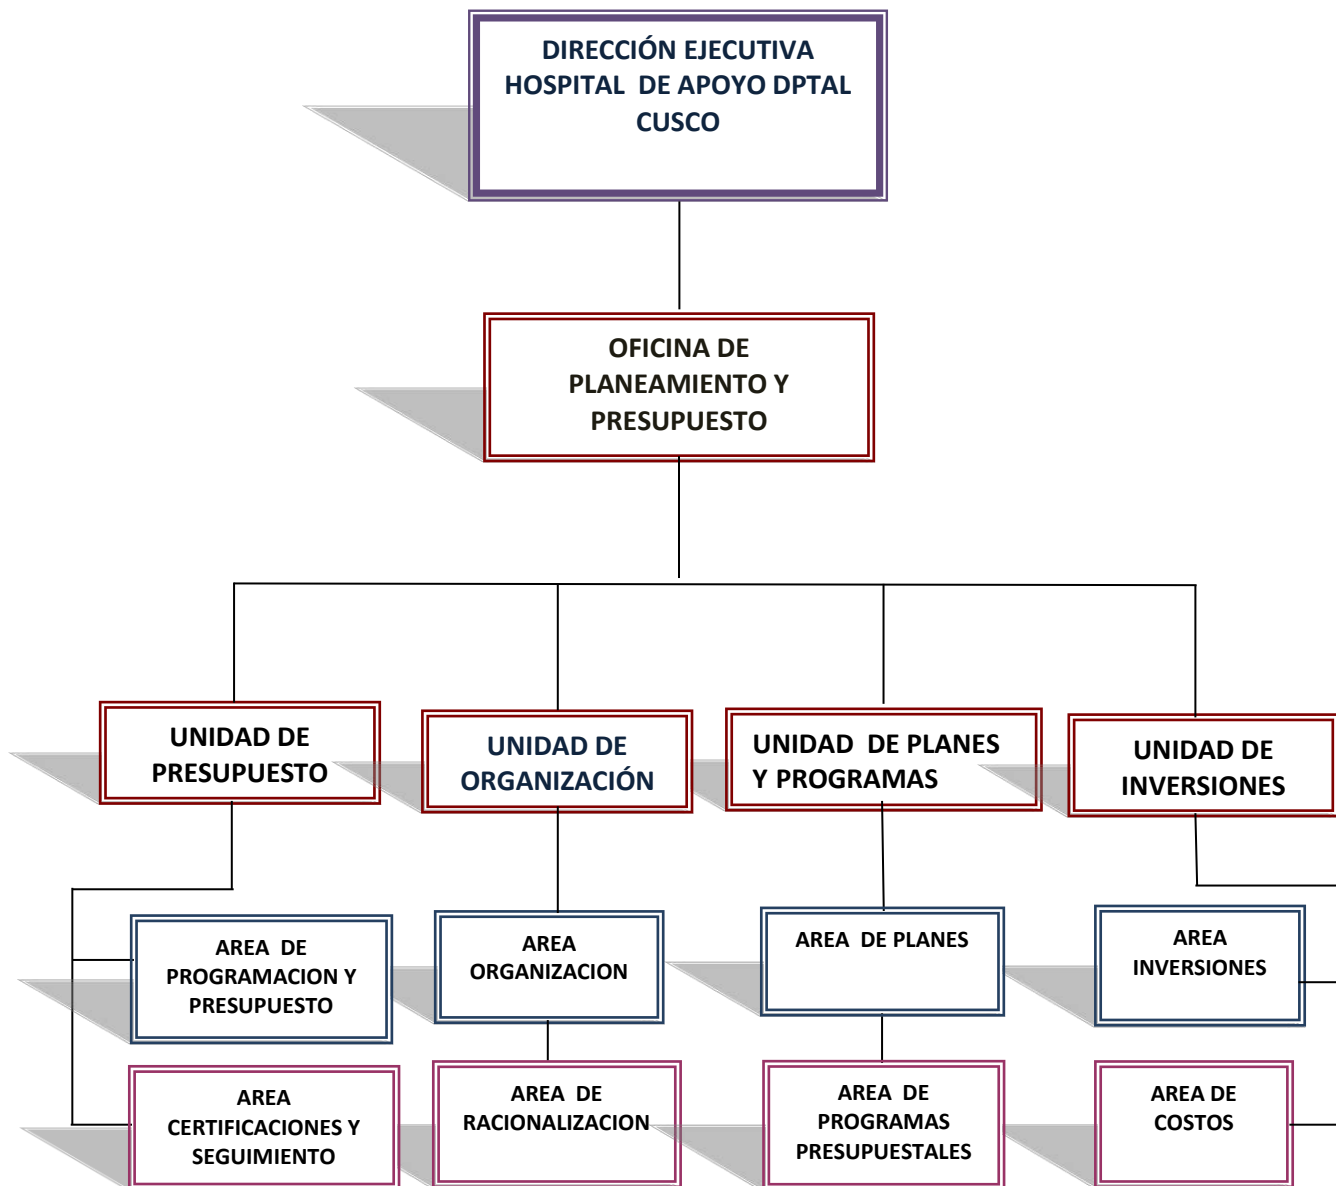 DIRECCIÓN EJECUTIVA
HOSPITAL DE APOYO DPTAL
CUSCO
OFICINA DE
PLANEAMIENTO Y
PRESUPUESTO
UNIDAD DE
PRESUPUESTO
UNIDAD DE
ORGANIZACIÓN
UNIDAD DE PLANES
Y PROGRAMAS
UNIDAD DE
INVERSIONES
AREA DE
PROGRAMACION Y
PRESUPUESTO
AREA
ORGANIZACION
AREA DE PLANES
AREA
INVERSIONES
AREA
CERTIFICACIONES Y
SEGUIMIENTO
AREA DE
RACIONALIZACION
AREA DE
PROGRAMAS
PRESUPUESTALES
AREA DE
COSTOS